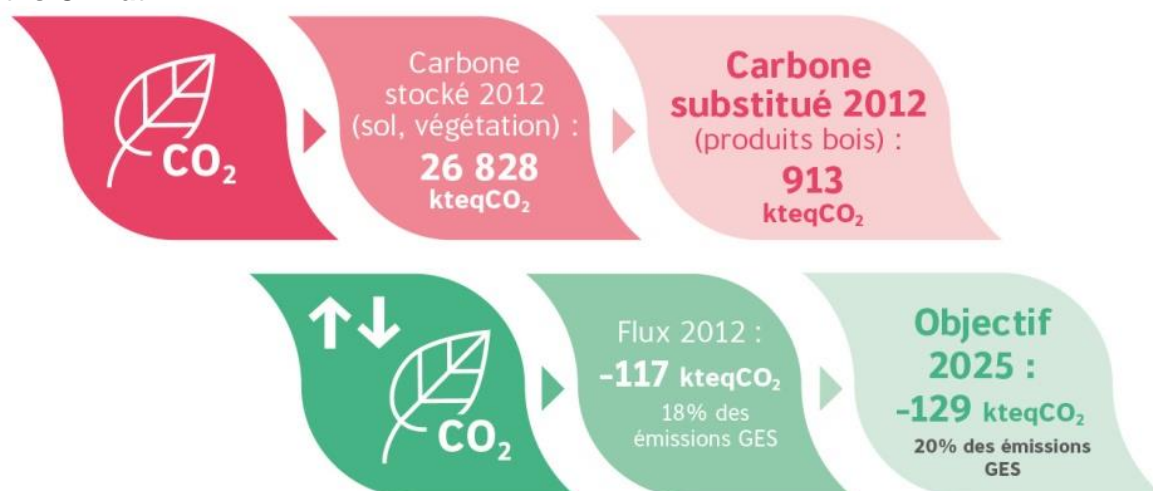 CO₂
Carbone
stocké 2012
(sol, végétation) :
26 828
kteqCO₂
Carbone
substitué 2012
(produits bois) :
913
kteqCO₂
CO₂
Flux 2012 :
-117 kteqCO₂
18% des
émissions GES
Objectif
2025 :
-129 kteqCO₂
20% des émissions
GES